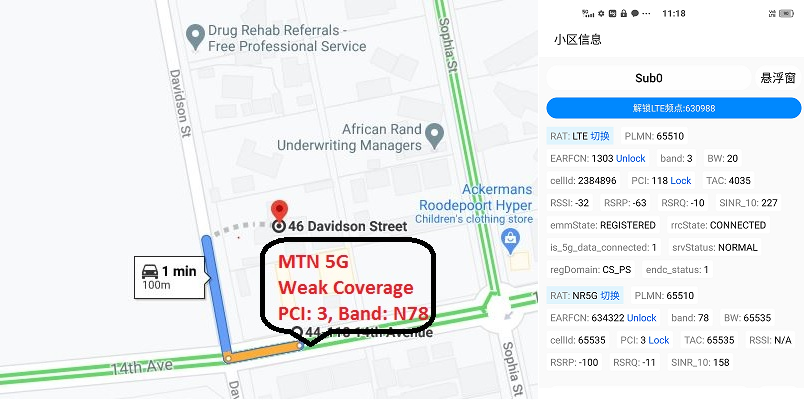 Drug Rehab Referrals -
Free Professional Service
Davidson St
Sophia St
African Rand
Underwriting Managers
Ackermans
Roodepoort Hyper
Children's clothing store
46 Davidson Street
1 min
100m
MTN 5G
Weak Coverage
PCI: 3, Band: N78
44-118 14th Avenue
14th Ave
Da
Sophia St
11:18
小区信息
Sub0 悬浮窗
解锁LTE频点:630988
RAT: LTE 切换 PLMN: 65510
EARFCN: 1303 Unlock band: 3 BW: 20
cellId: 2384896 PCI: 118 Lock TAC: 4035
RSSI: -32 RSRP: -63 RSRQ: -10 SINR_10: 227
emmState: REGISTERED rrcState: CONNECTED
is_5g_data_connected: 1 srvStatus: NORMAL
regDomain: CS_PS endc_status: 1
RAT: NR5G 切换 PLMN: 65510
EARFCN: 634322 Unlock band: 78 BW: 65535
cellId: 65535 PCI: 3 Lock TAC: 65535 RSSI: N/A
RSRP: -100 RSRQ: -11 SINR_10: 158